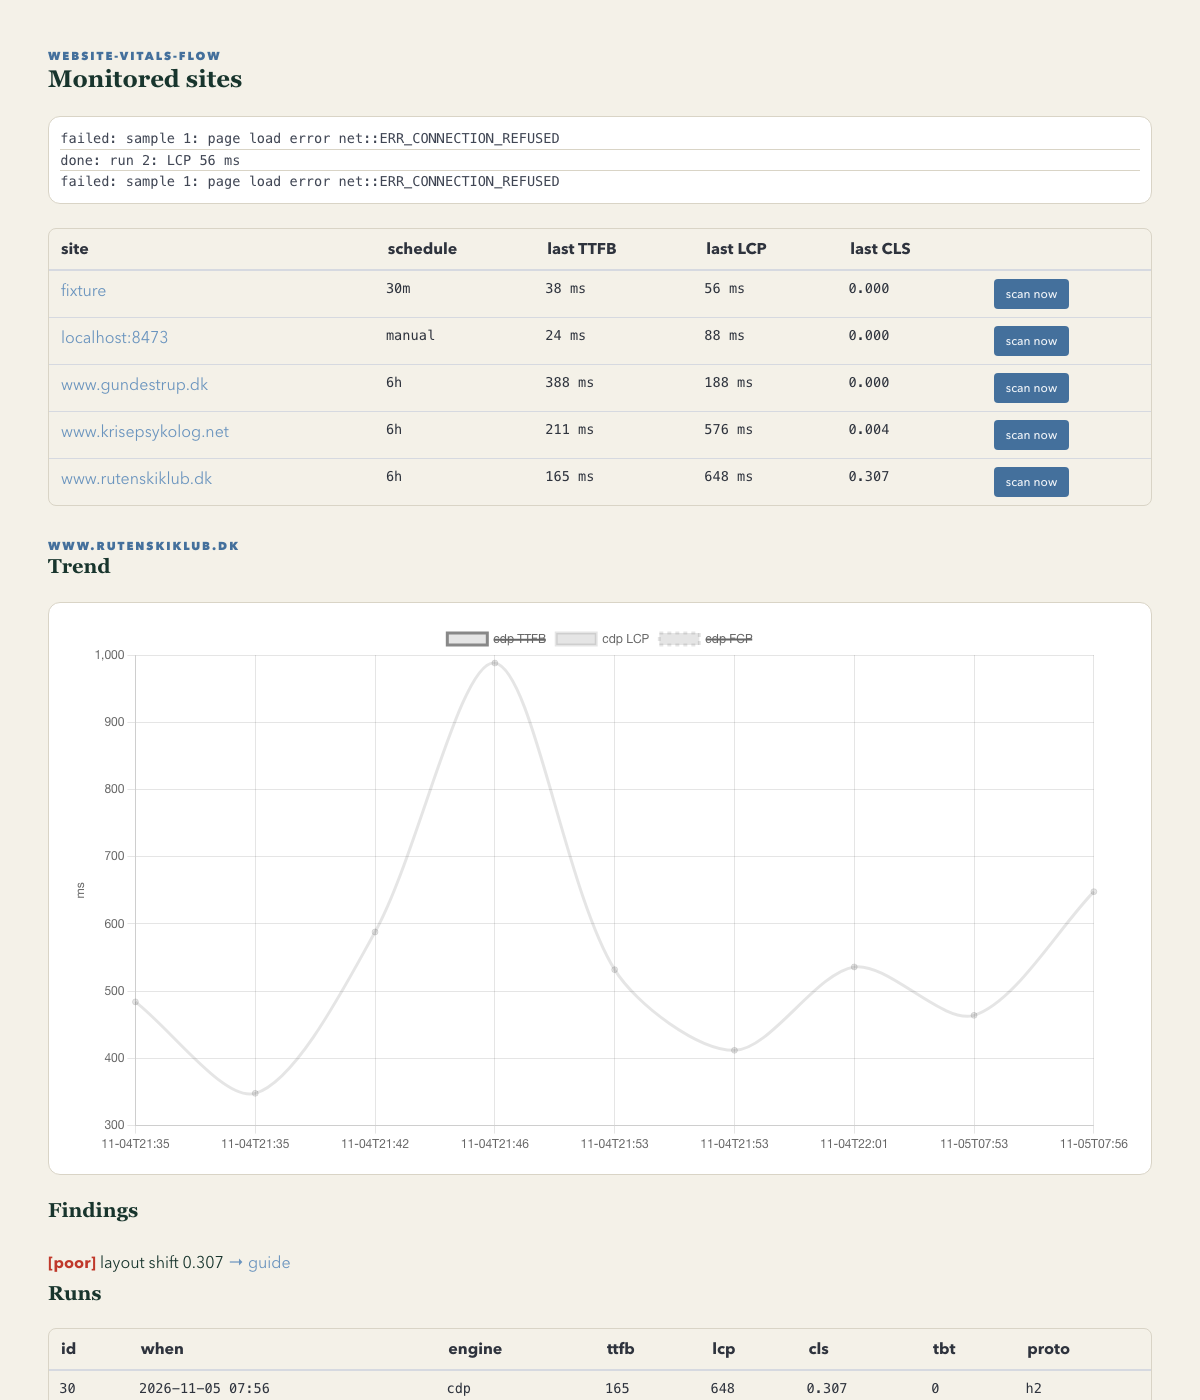 WEBSITE-VITALS-FLOW
Monitored sites
failed: sample 1: page load error net::ERR_CONNECTION_REFUSED
done: run 2: LCP 56 ms
failed: sample 1: page load error net::ERR_CONNECTION_REFUSED
site schedule last TTFB last LCP last CLS
fixture 30m 38 ms 56 ms 0.000 scan now
localhost:8473 manual 24 ms 88 ms 0.000 scan now
www.gundestrup.dk 6h 388 ms 188 ms 0.000 scan now
www.krisepsykolog.net 6h 211 ms 576 ms 0.004 scan now
www.rutenskiklub.dk 6h 165 ms 648 ms 0.307 scan now
WWW.RUTENSKIKLUB.DK
Trend
cdp TTFB cdp LCP cdp FCP
1,000
900
800
700
ms
600
500
400
300
11-04T21:35 11-04T21:35 11-04T21:42 11-04T21:46 11-04T21:53 11-04T21:53 11-04T22:01 11-05T07:53 11-05T07:56
Findings
[poor] layout shift 0.307 → guide
Runs
id when engine ttfb lcp cls tbt proto
30 2026-11-05 07:56 cdp 165 648 0.307 0 h2